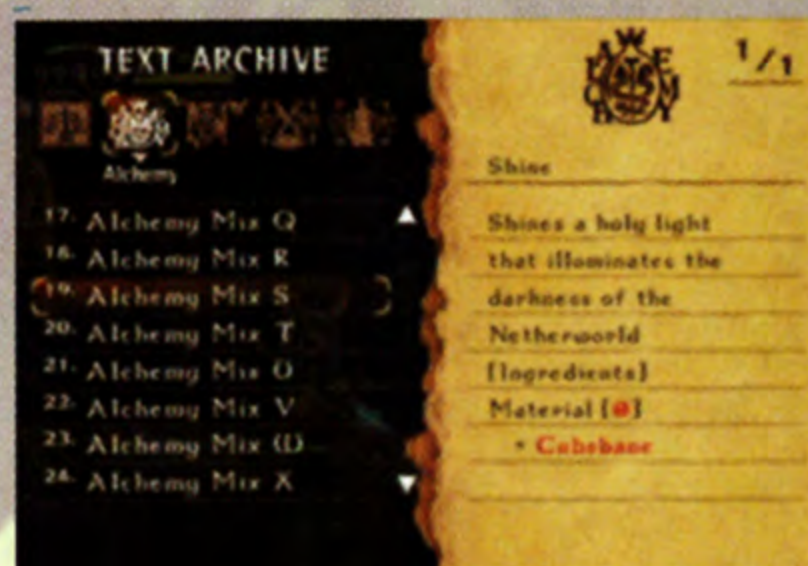 TEXT ARCHIVE
Alchemy
17. Alchemy Mix Q
18. Alchemy Mix R
19. Alchemy Mix S
20. Alchemy Mix T
21. Alchemy Mix U
22. Alchemy Mix V
23. Alchemy Mix W
24. Alchemy Mix X
1/1
Shine
Shines a holy light
that illuminates the
darkness of the
Netherworld
[Ingredients]
Material [0]
• Cubebane